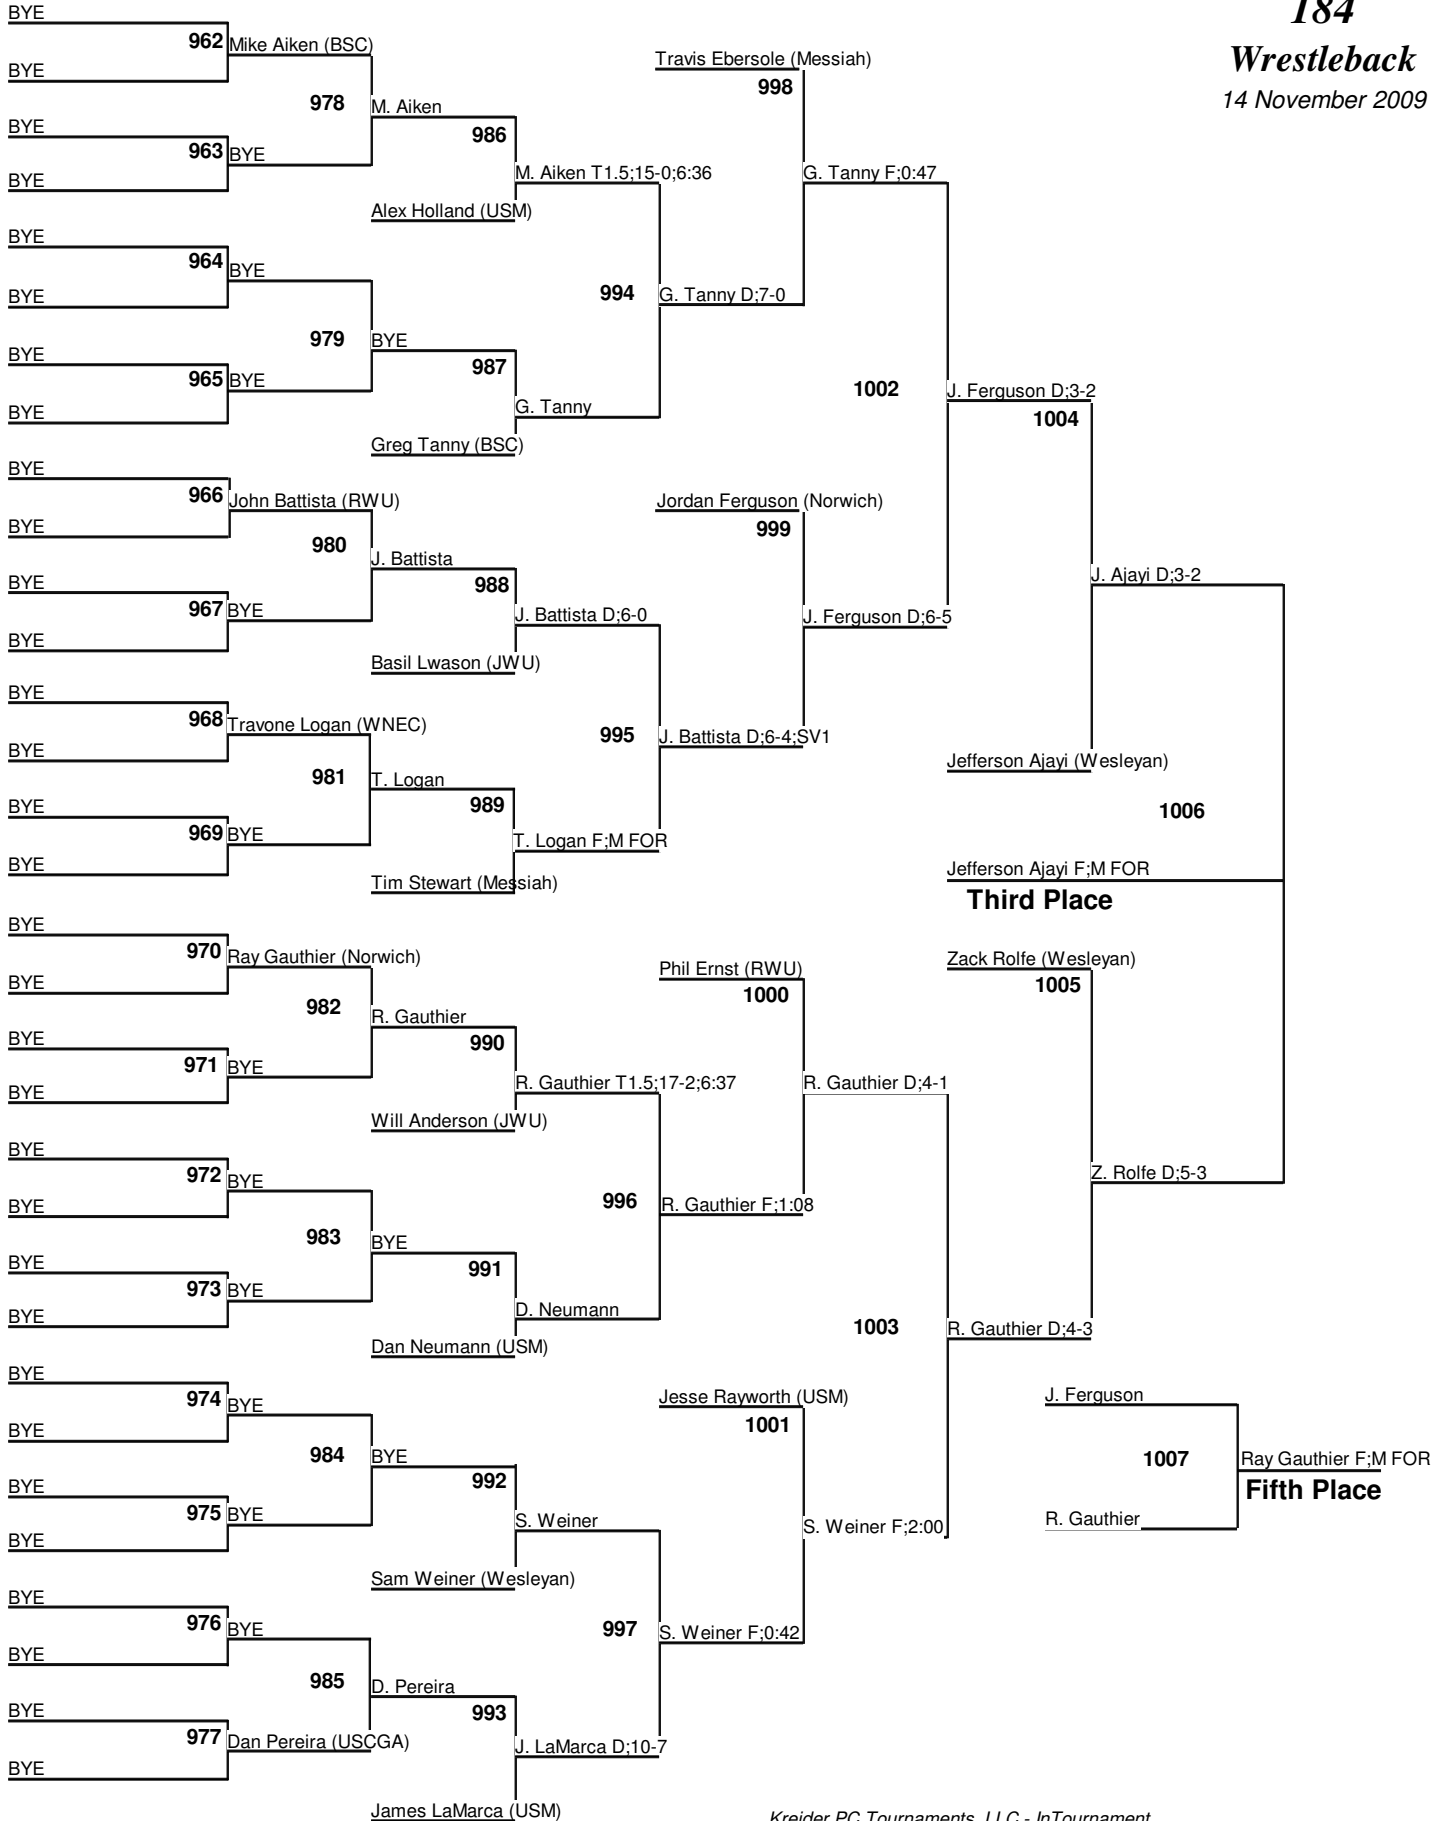 184
Wrestleback
14 November 2009
BYE
962 Mike Aiken (BSC)
BYE
978 M. Aiken
BYE
963 BYE
BYE
986 M. Aiken T1.5;15-0;6:36
Alex Holland (USM)
BYE
964 BYE
BYE
979 BYE
BYE
965 BYE
BYE
987 G. Tanny
Greg Tanny (BSC)
994 G. Tanny D;7-0
Travis Ebersole (Messiah)
998 G. Tanny F;0:47
BYE
966 John Battista (RWU)
BYE
980 J. Battista
BYE
967 BYE
BYE
988 J. Battista D;6-0
Basil Lwason (JWU)
BYE
968 Travone Logan (WNEC)
BYE
981 T. Logan
BYE
969 BYE
BYE
989 T. Logan F;M FOR
Tim Stewart (Messiah)
995 J. Battista D;6-4;SV1
Jordan Ferguson (Norwich)
999 J. Ferguson D;6-5
1002 J. Ferguson D;3-2
1004 J. Ajayi D;3-2
Jefferson Ajayi (Wesleyan)
1006
Jefferson Ajayi F;M FOR
Third Place
BYE
970 Ray Gauthier (Norwich)
BYE
982 R. Gauthier
BYE
971 BYE
BYE
990 R. Gauthier T1.5;17-2;6:37
Will Anderson (JWU)
BYE
972 BYE
BYE
983 BYE
BYE
973 BYE
BYE
991 D. Neumann
Dan Neumann (USM)
996 R. Gauthier F;1:08
Phil Ernst (RWU)
1000 R. Gauthier D;4-1
Zack Rolfe (Wesleyan)
1005 Z. Rolfe D;5-3
1003 R. Gauthier D;4-3
BYE
974 BYE
BYE
984 BYE
BYE
975 BYE
BYE
992 S. Weiner
Sam Weiner (Wesleyan)
BYE
976 BYE
BYE
985 D. Pereira
BYE
977 Dan Pereira (USCGA)
BYE
993 J. LaMarca D;10-7
James LaMarca (USM)
997 S. Weiner F;0:42
Jesse Rayworth (USM)
1001 S. Weiner F;2:00
J. Ferguson
1007 Ray Gauthier F;M FOR
Fifth Place
R. Gauthier
Kreider PC Tournaments, LLC - InTournament